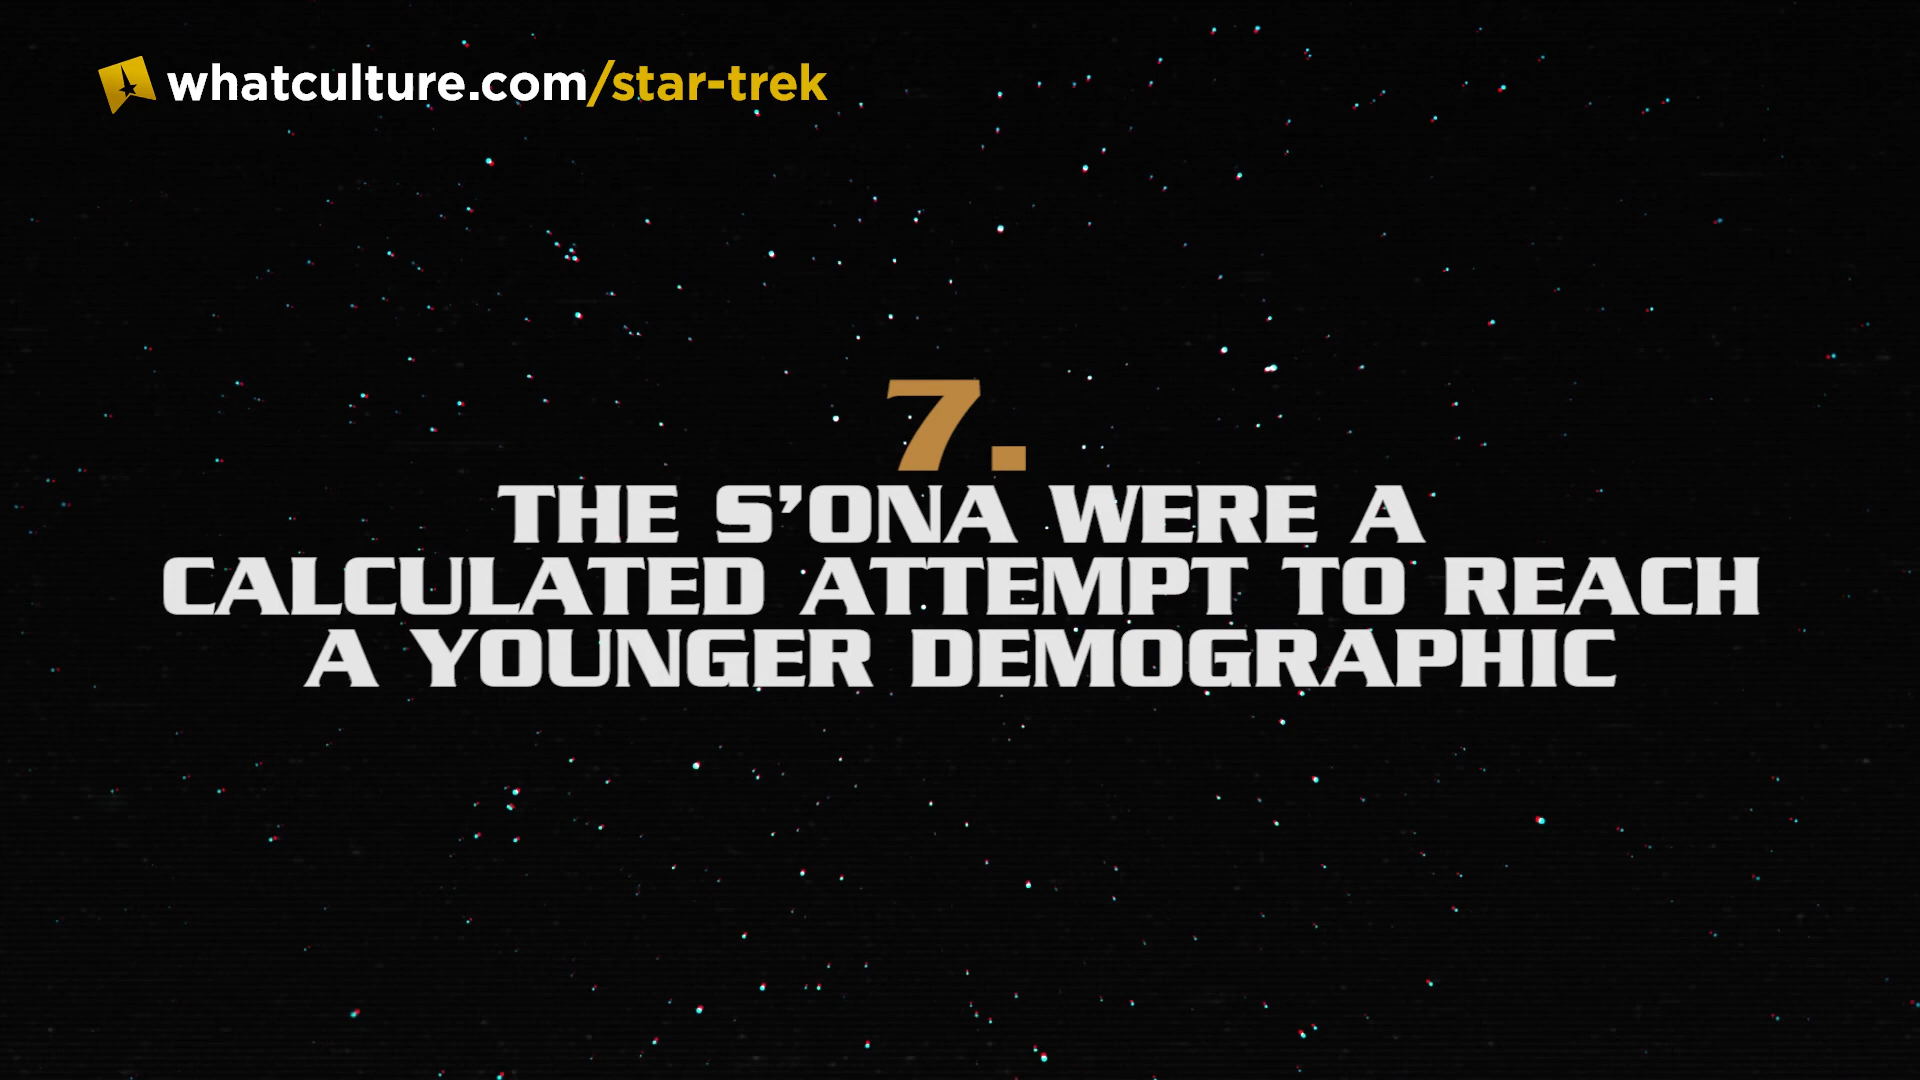 whatculture.com/star-trek
7.
THE S’ONA WERE A
CALCULATED ATTEMPT TO REACH
A YOUNGER DEMOGRAPHIC